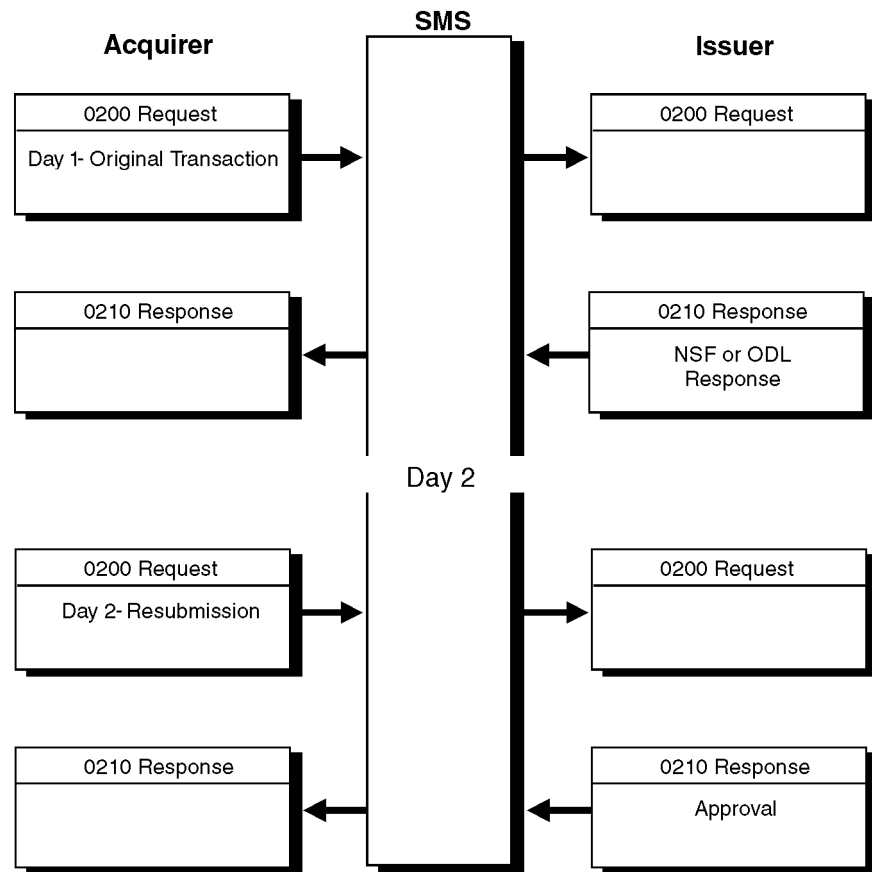 SMS
Acquirer
Issuer
0200 Request
Day 1- Original Transaction
0200 Request
0210 Response
0210 Response
NSF or ODL
Response
Day 2
0200 Request
Day 2- Resubmission
0200 Request
0210 Response
0210 Response
Approval